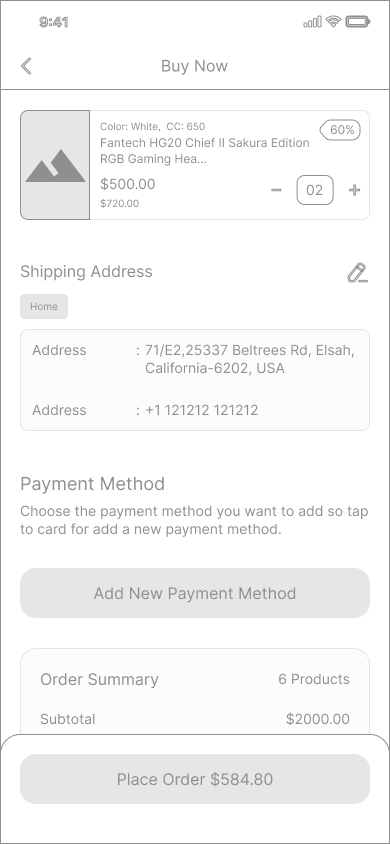 9:41
Buy Now
Color: White,  CC: 650
60%
Fantech HG20 Chief II Sakura Edition
RGB Gaming Hea...
$500.00
$720.00
02
Shipping Address
Home
Address : 71/E2,25337 Beltrees Rd, Elsah,
California-6202, USA
Address : +1 121212 121212
Payment Method
Choose the payment method you want to add so tap
to card for add a new payment method.
Add New Payment Method
Order Summary 6 Products
Subtotal $2000.00
Place Order $584.80